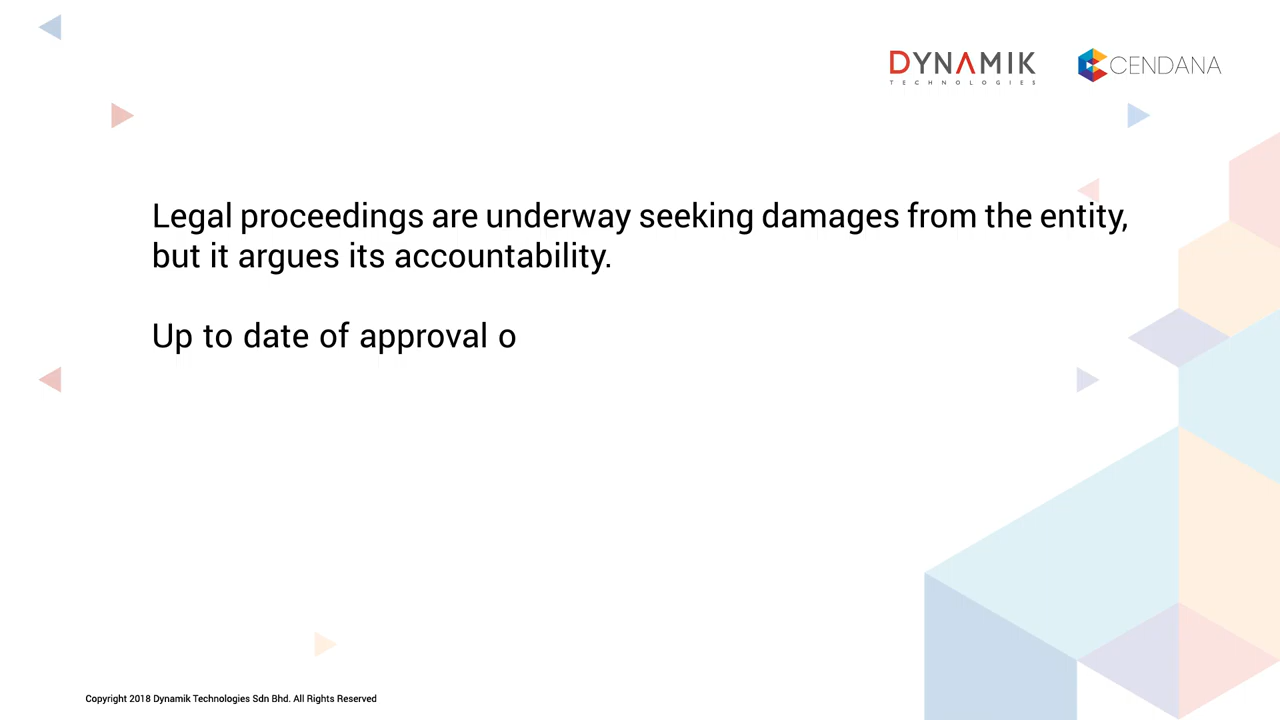 DYNAMIK
TECHNOLOGIES
CENDANA
Legal proceedings are underway seeking damages from the entity,
but it argues its accountability.
Up to date of approval o
Copyright 2018 Dynamik Technologies Sdn Bhd. All Rights Reserved